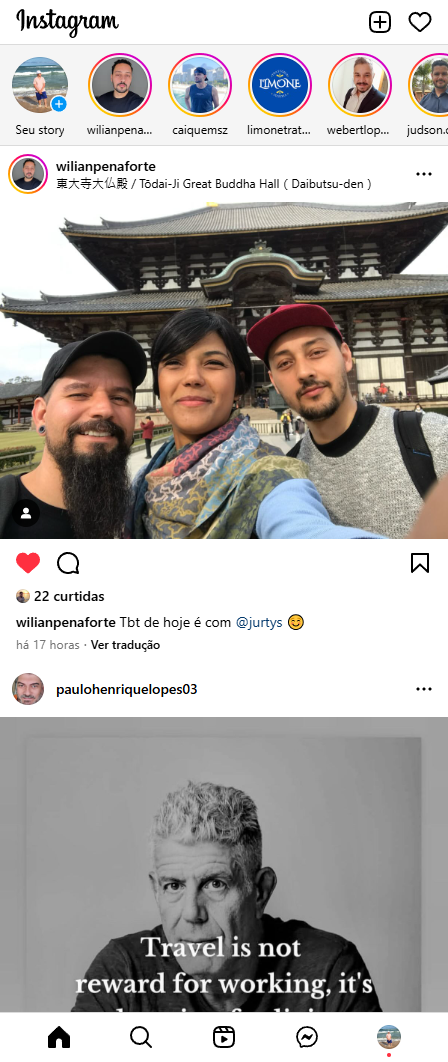 Instagram
Seu story
wilianpena...
caiquemsz
limonetrat...
webertlop...
judson.c
LIMONE
wilianpenaforte
東大寺大仏殿 / Tōdai-Ji Great Buddha Hall ( Daibutsu-den )
22 curtidas
wilianpenaforte Tbt de hoje é com @jurtys 😊
há 17 horas · Ver tradução
paulohenriquelopes03
Travel is not
reward for working, it's